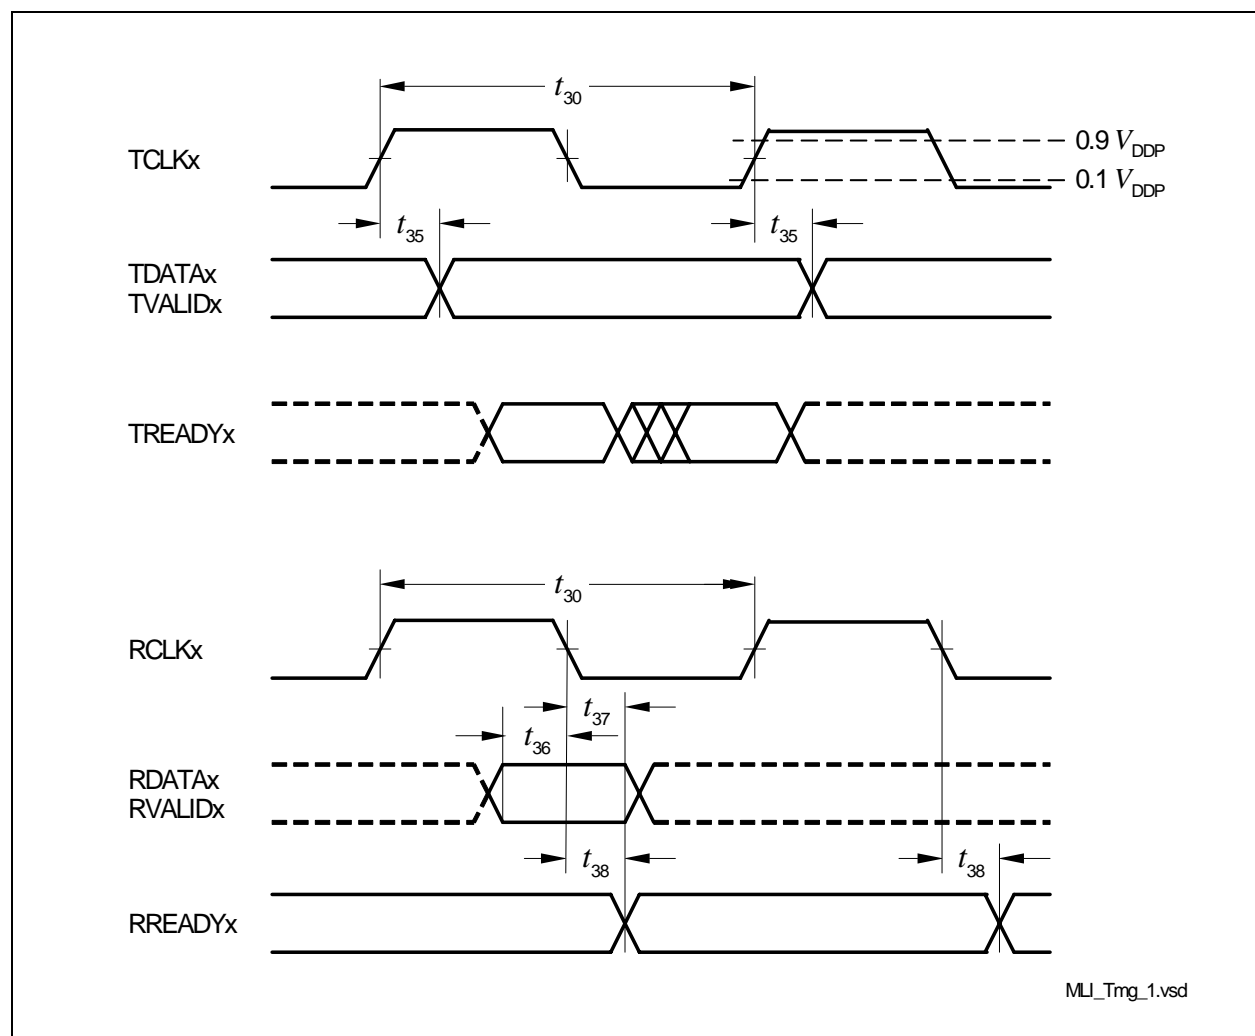 t30
TCLKx
0.9 VDDP
0.1 VDDP
t35
t35
TDATAx
TVALIDx
TREADYx
t30
RCLKx
t37
t36
RDATAx
RVALIDx
t38
t38
RREADYx
MLI_Tmg_1.vsd